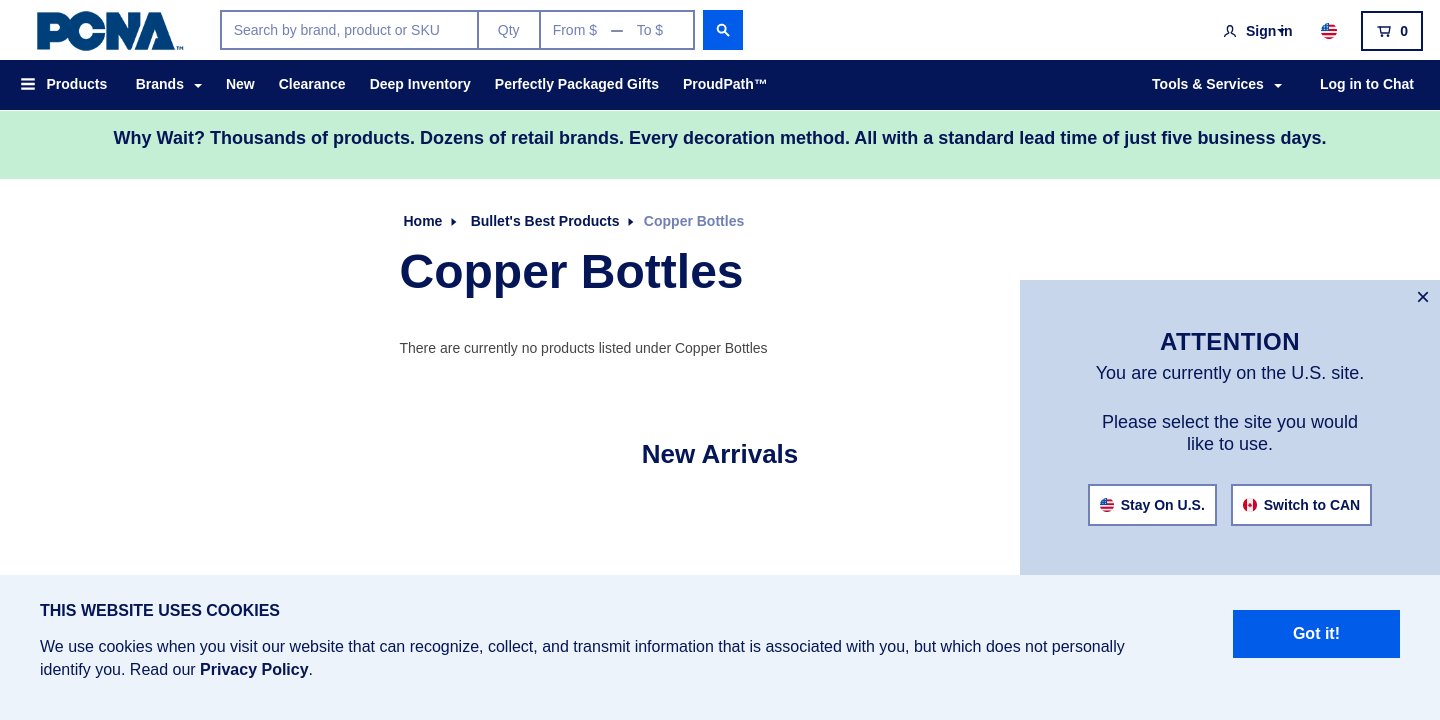 PCNA™
Search by brand, product or SKU
Qty
From $ — To $
Sign in
0
Products
Brands
New
Clearance
Deep Inventory
Perfectly Packaged Gifts
ProudPath™
Tools & Services
Log in to Chat
Why Wait? Thousands of products. Dozens of retail brands. Every decoration method. All with a standard lead time of just five business days.
Home
Bullet's Best Products
Copper Bottles
Copper Bottles
There are currently no products listed under Copper Bottles
New Arrivals
×
ATTENTION
You are currently on the U.S. site.
Please select the site you would
like to use.
Stay On U.S.
Switch to CAN
THIS WEBSITE USES COOKIES
We use cookies when you visit our website that can recognize, collect, and transmit information that is associated with you, but which does not personally
identify you. Read our Privacy Policy.
Got it!